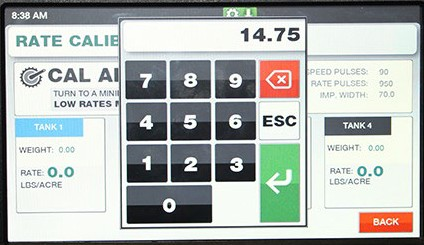 8:38 AM
RATE CALIB
14.75
CAL
TURN TO A MINI
LOW RATES
SPEED PULSES: 90
RATE PULSES: 950
IMP. WIDTH: 70.0
7 8 9
4 5 6 ESC
1 2 3
0
TANK 1
WEIGHT: 0.00
RATE: 0.0
LBS/ACRE
TANK 4
WEIGHT: 0.00
RATE: 0.0
LBS/ACRE
BACK